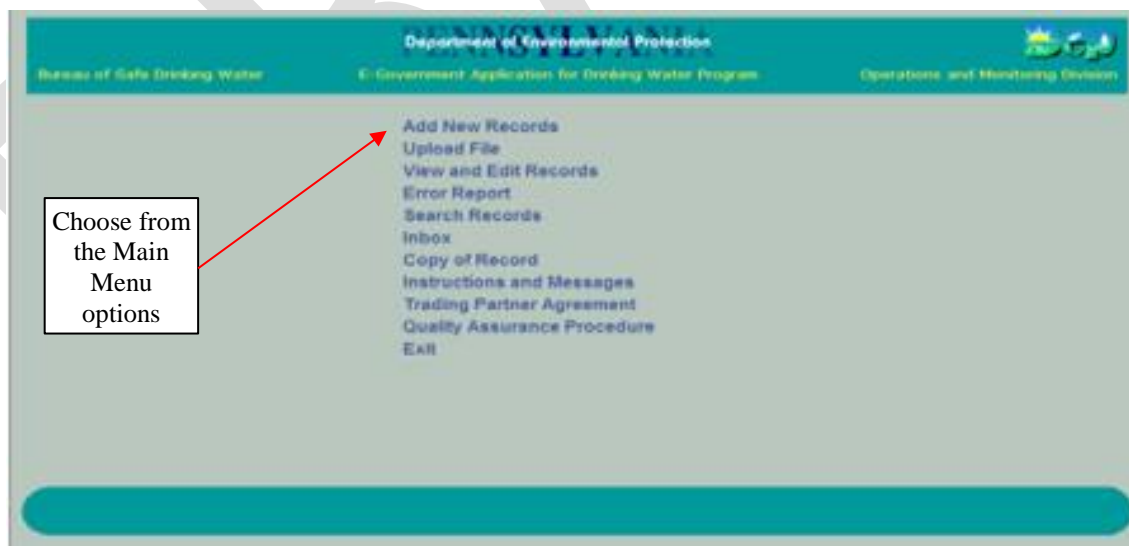 PENNSYLVANIA
Department of Environmental Protection
dep
Bureau of Safe Drinking Water
E-Government Application for Drinking Water Program
Operations and Monitoring Division
Add New Records
Upload File
View and Edit Records
Error Report
Search Records
Inbox
Copy of Record
Instructions and Messages
Trading Partner Agreement
Quality Assurance Procedure
Exit
Choose from
the Main
Menu
options